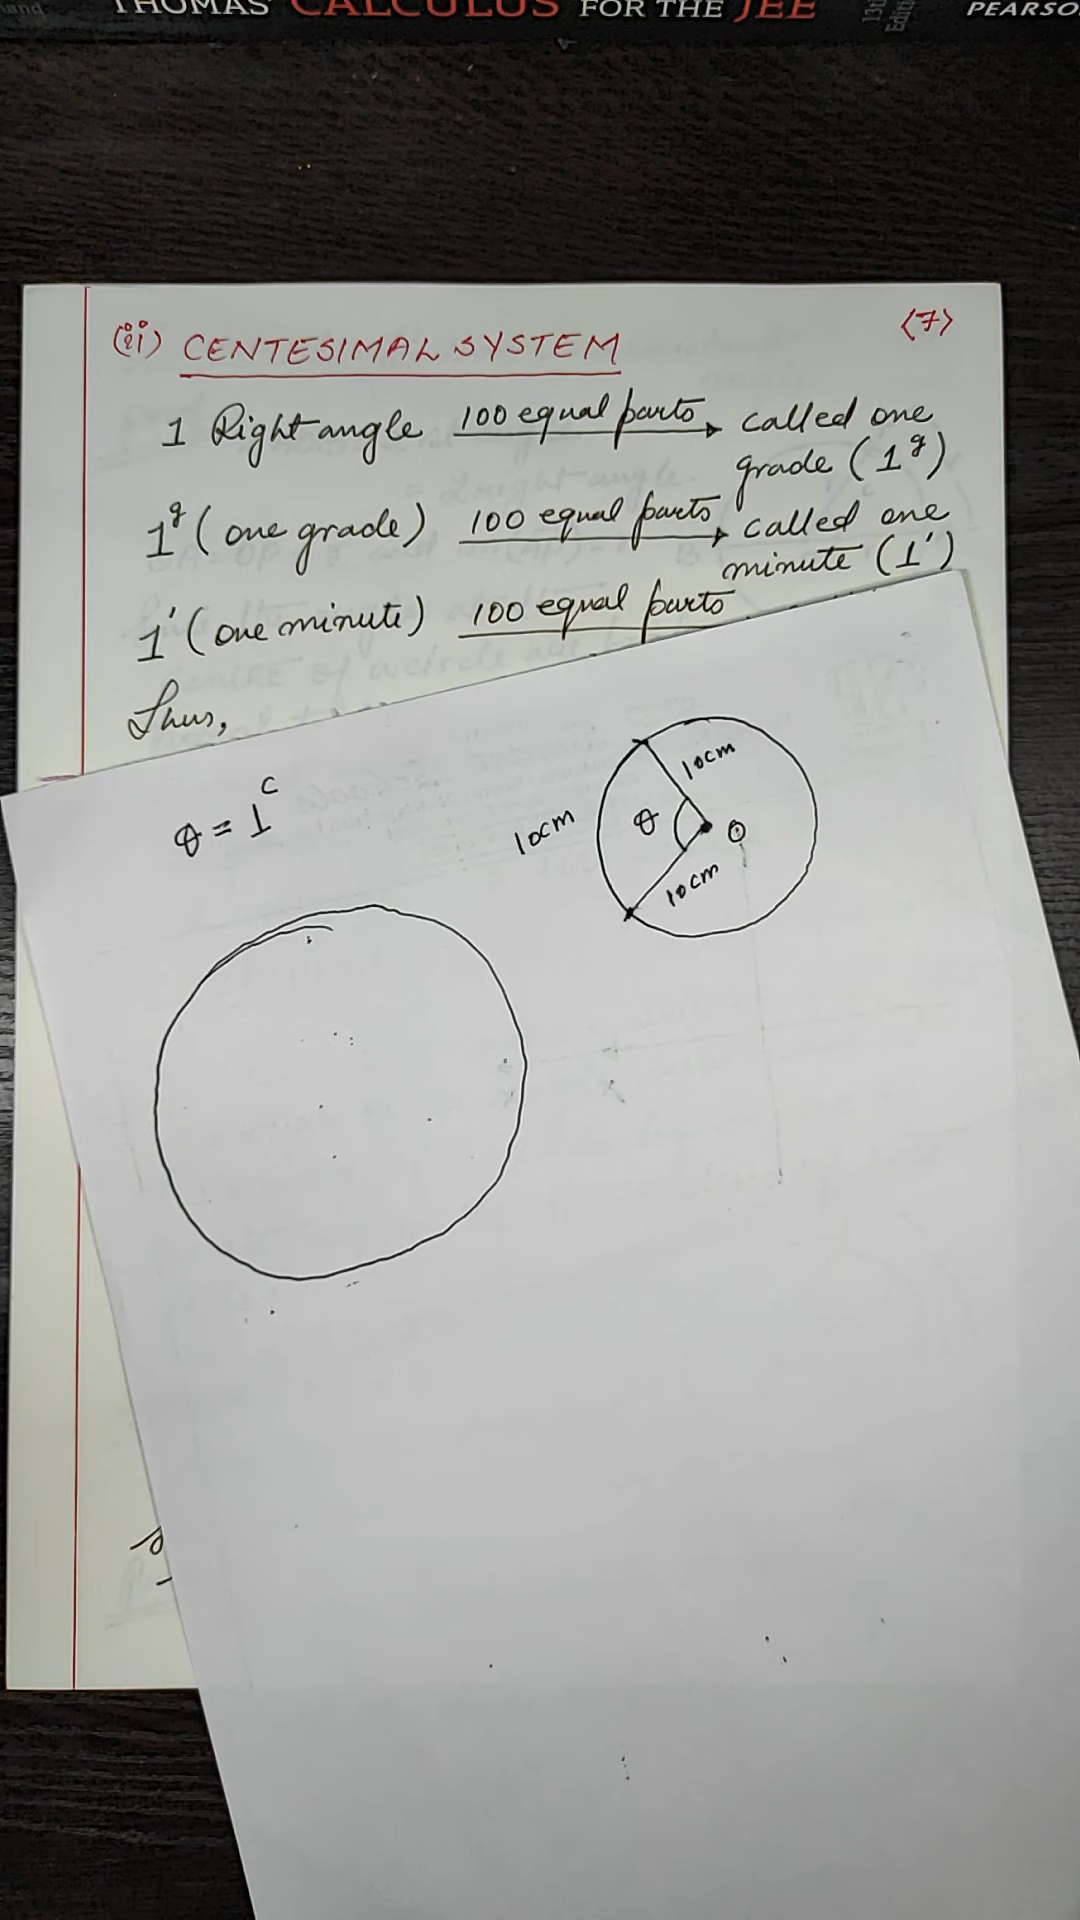 THOMAS' CALCULUS FOR THE JEE
13th
PEARSO
(ii) CENTESIMAL SYSTEM
<7>
1 Right angle 100 equal parts called one
grade (1^g)
1^g (one grade) 100 equal parts called one
minute (1')
1' (one minute) 100 equal parts
Thus,
θ = 1^c
10cm
10cm
θ
O
10cm